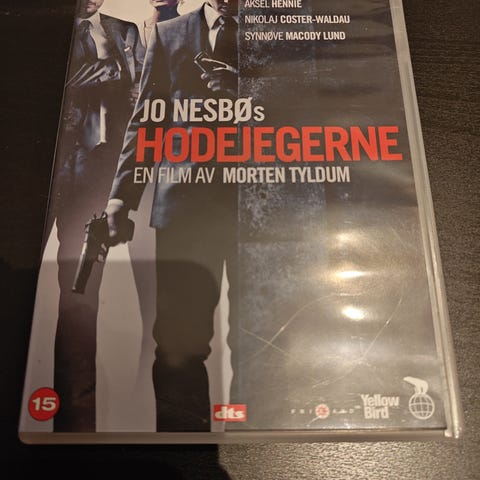 AKSEL HENNIE
NIKOLAJ COSTER-WALDAU
SYNNØVE MACODY LUND
JO NESBØs
HODEJEGERNE
EN FILM AV MORTEN TYLDUM
15
dts
FRILAND
Yellow
Bird